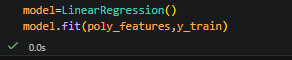 model=LinearRegression()
model.fit(poly_features,y_train)
0.0s